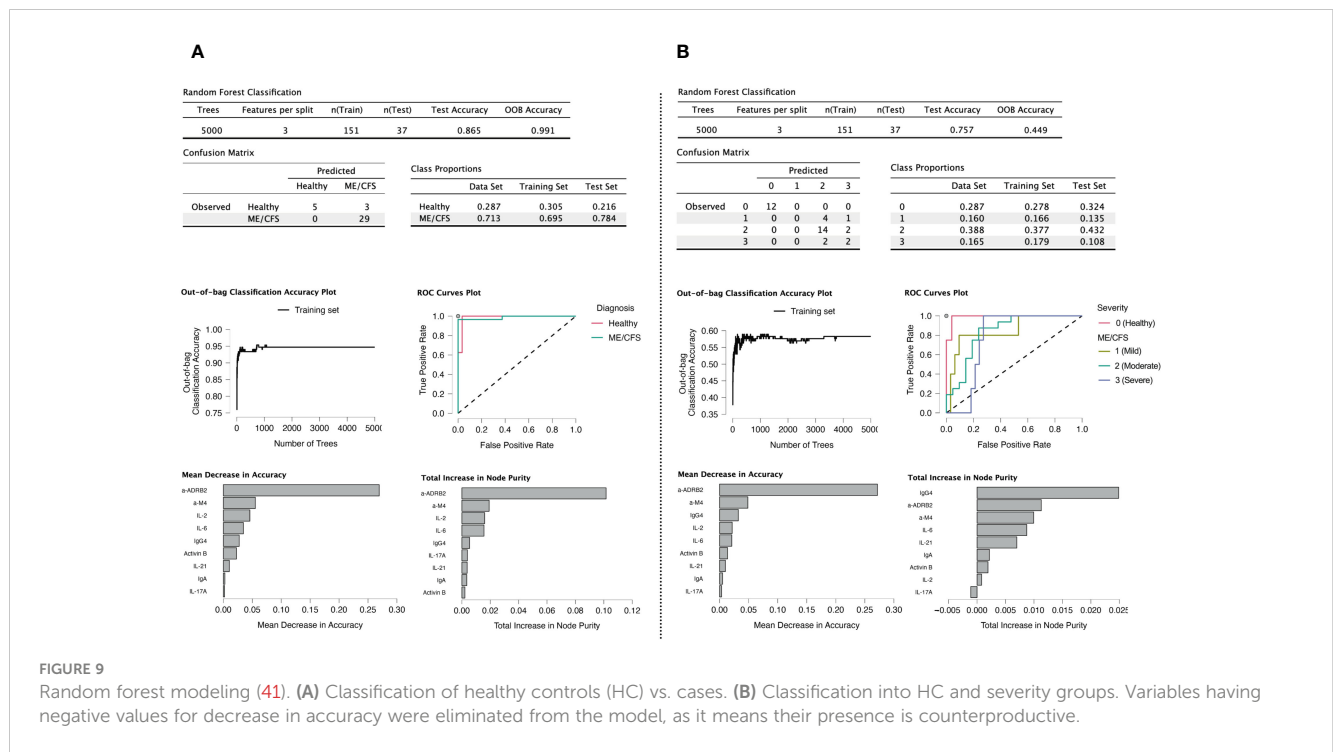 A
Random Forest Classification
Trees Features per split n(Train) n(Test) Test Accuracy OOB Accuracy
5000 3 151 37 0.865 0.991
Confusion Matrix
Predicted
Healthy ME/CFS
Observed Healthy 5 3
ME/CFS 0 29
Class Proportions
Data Set Training Set Test Set
Healthy 0.287 0.305 0.216
ME/CFS 0.713 0.695 0.784
Out-of-bag Classification Accuracy Plot
Training set
Out-of-bag
Classification Accuracy
1.00
0.95
0.90
0.85
0.80
0.75
0 1000 2000 3000 4000 5000
Number of Trees
ROC Curves Plot
True Positive Rate
1.0
0.8
0.6
0.4
0.2
0.0
0.0 0.2 0.4 0.6 0.8 1.0
False Positive Rate
Diagnosis
Healthy
ME/CFS
Mean Decrease in Accuracy
a-ADRB2
a-M4
IL-2
IL-6
IgG4
Activin B
IL-21
IgA
IL-17A
0.00 0.05 0.10 0.15 0.20 0.25 0.30
Mean Decrease in Accuracy
Total Increase in Node Purity
a-ADRB2
a-M4
IL-2
IL-6
IgG4
IL-17A
IL-21
IgA
Activin B
0.00 0.02 0.04 0.06 0.08 0.10 0.12
Total Increase in Node Purity
B
Random Forest Classification
Trees Features per split n(Train) n(Test) Test Accuracy OOB Accuracy
5000 3 151 37 0.757 0.449
Confusion Matrix
Predicted
0 1 2 3
Observed 0 12 0 0 0
1 0 0 4 1
2 0 0 14 2
3 0 0 2 2
Class Proportions
Data Set Training Set Test Set
0 0.287 0.278 0.324
1 0.160 0.166 0.135
2 0.388 0.377 0.432
3 0.165 0.179 0.108
Out-of-bag Classification Accuracy Plot
Training set
Out-of-bag
Classification Accuracy
0.60
0.55
0.50
0.45
0.40
0.35
0 1000 2000 3000 4000 500
Number of Trees
ROC Curves Plot
True Positive Rate
1.0
0.8
0.6
0.4
0.2
0.0
0.0 0.2 0.4 0.6 0.8 1.0
False Positive Rate
Severity
0 (Healthy)
ME/CFS
1 (Mild)
2 (Moderate)
3 (Severe)
Mean Decrease in Accuracy
a-ADRB2
a-M4
IgG4
IL-2
IL-6
Activin B
IL-21
IgA
IL-17A
0.00 0.05 0.10 0.15 0.20 0.25 0.30
Mean Decrease in Accuracy
Total Increase in Node Purity
IgG4
a-ADRB2
a-M4
IL-6
IL-21
IgA
Activin B
IL-2
IL-17A
−0.005 0.000 0.005 0.010 0.015 0.020 0.025
Total Increase in Node Purity
FIGURE 9
Random forest modeling (41). (A) Classification of healthy controls (HC) vs. cases. (B) Classification into HC and severity groups. Variables having
negative values for decrease in accuracy were eliminated from the model, as it means their presence is counterproductive.